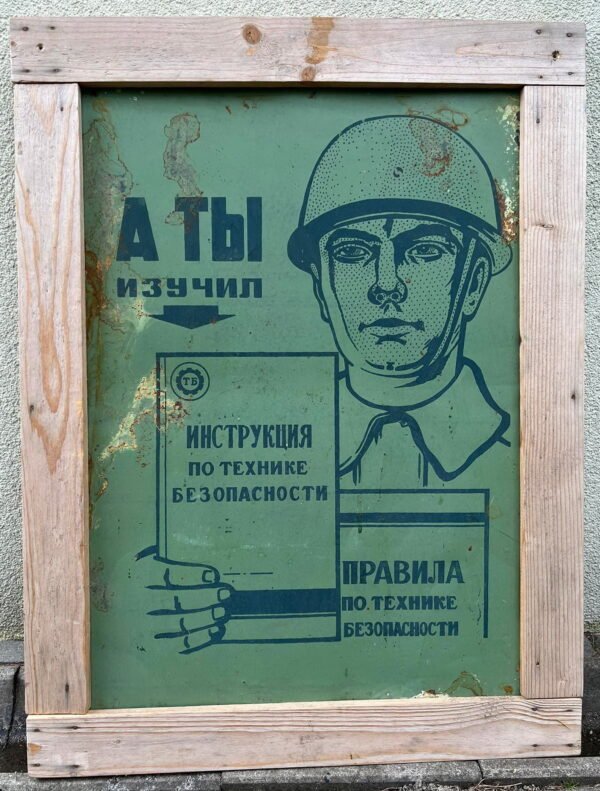 А ТЫ
ИЗУЧИЛ
ТБ
ИНСТРУКЦИЯ
ПО ТЕХНИКЕ
БЕЗОПАСНОСТИ
ПРАВИЛА
ПО ТЕХНИКЕ
БЕЗОПАСНОСТИ